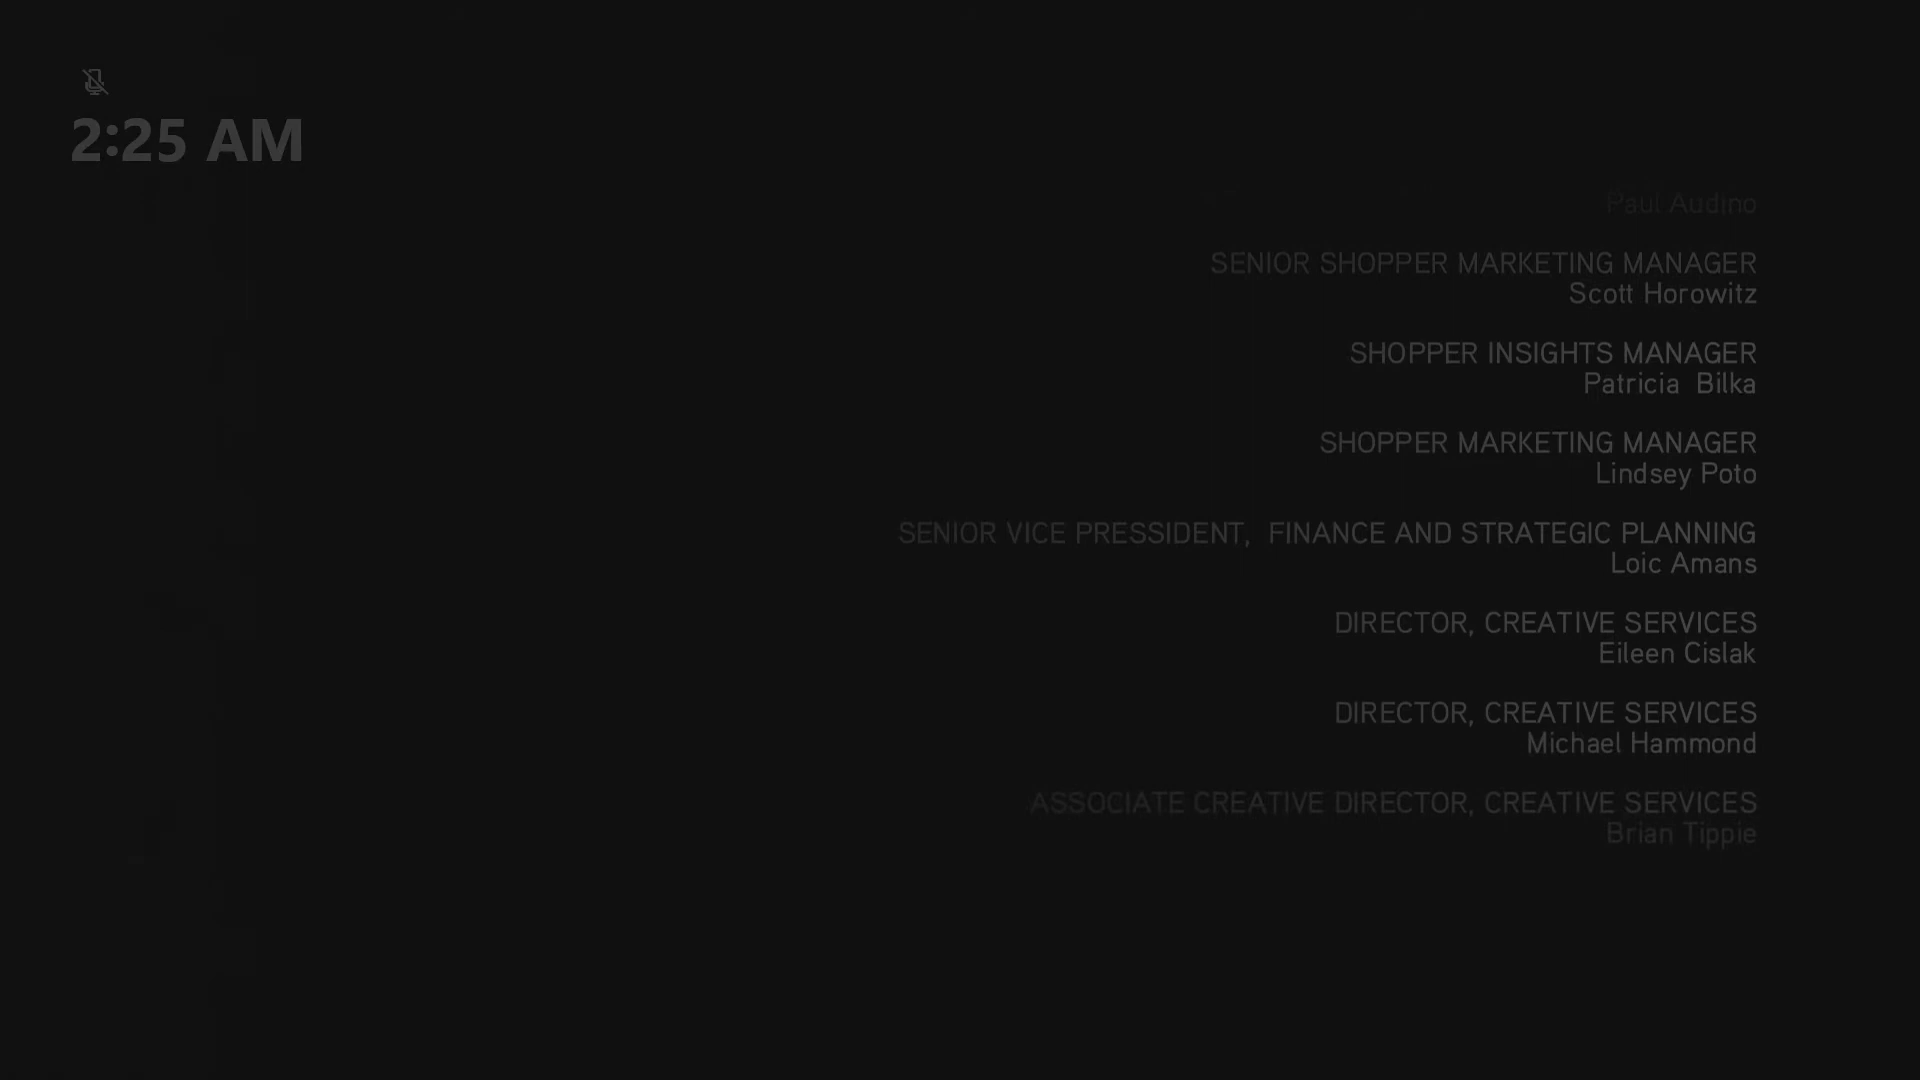 2:25 AM
Paul Audino
SENIOR SHOPPER MARKETING MANAGER
Scott Horowitz
SHOPPER INSIGHTS MANAGER
Patricia  Bilka
SHOPPER MARKETING MANAGER
Lindsey Poto
SENIOR VICE PRESSIDENT,  FINANCE AND STRATEGIC PLANNING
Loic Amans
DIRECTOR, CREATIVE SERVICES
Eileen Cislak
DIRECTOR, CREATIVE SERVICES
Michael Hammond
ASSOCIATE CREATIVE DIRECTOR, CREATIVE SERVICES
Brian Tippie